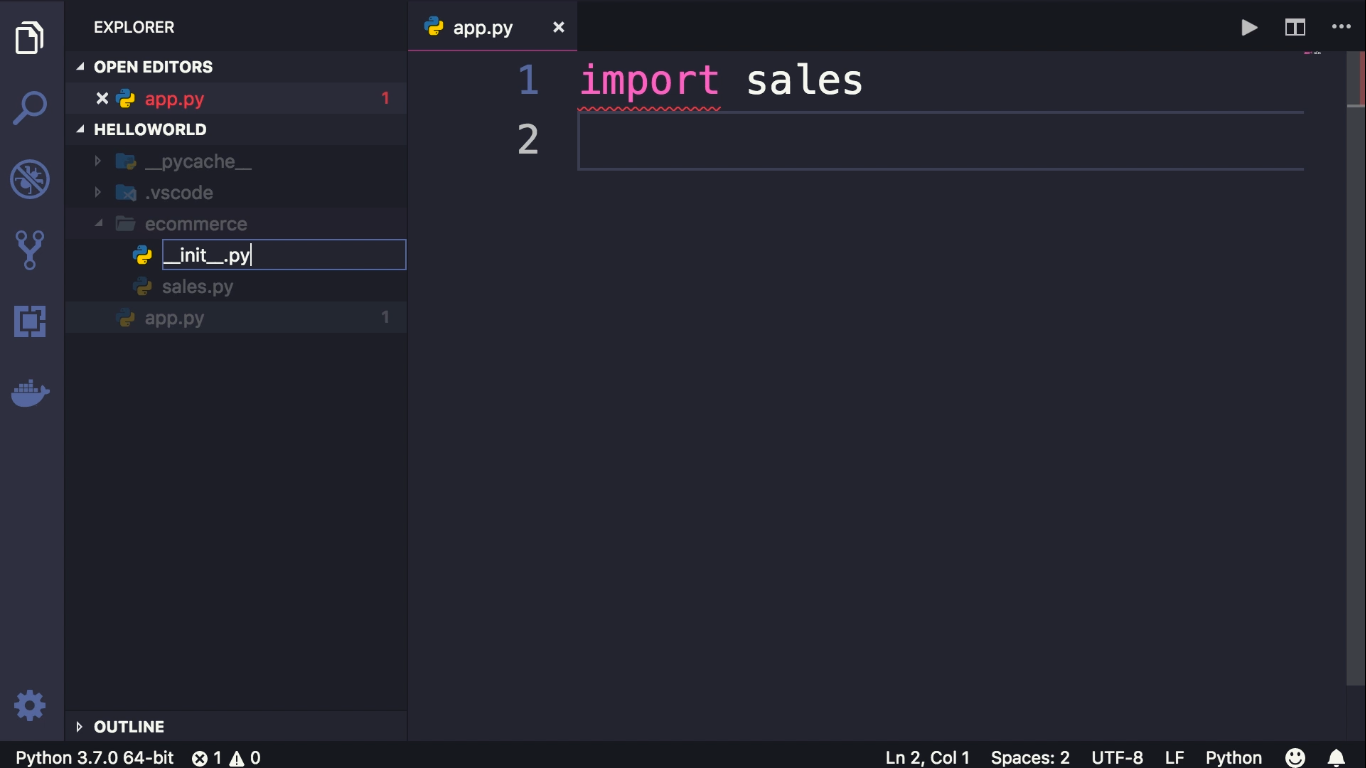 EXPLORER
OPEN EDITORS
app.py 1
HELLOWORLD
__pycache__
.vscode
ecommerce
__init__.py
sales.py
app.py 1
OUTLINE
app.py
1 import sales
2
Python 3.7.0 64-bit 1 0
Ln 2, Col 1 Spaces: 2 UTF-8 LF Python